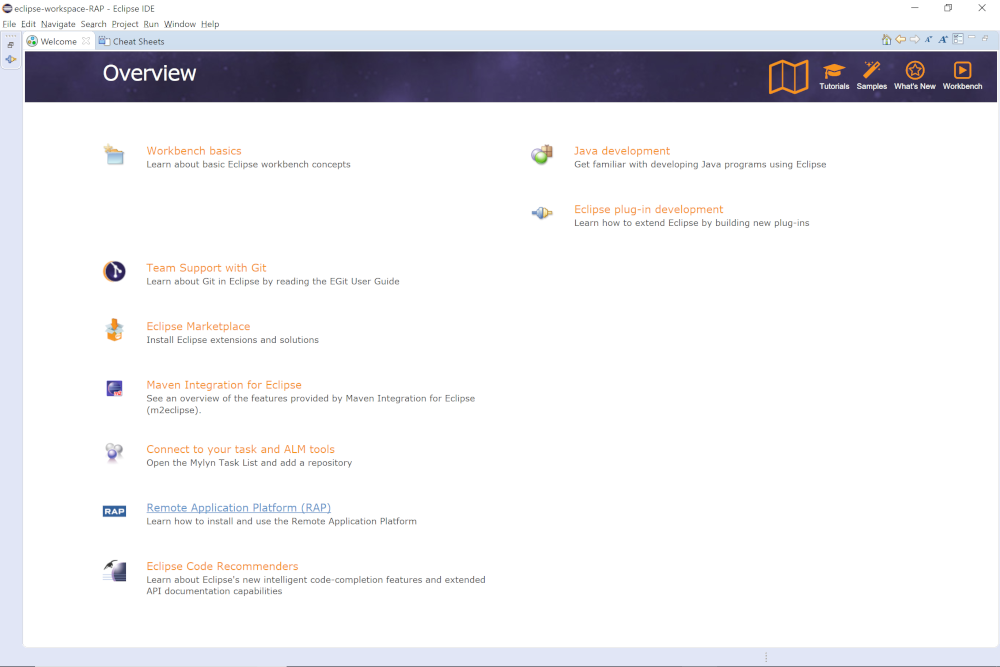 eclipse-workspace-RAP - Eclipse IDE
File Edit Navigate Search Project Run Window Help
Welcome
Cheat Sheets
Overview
Tutorials
Samples
What's New
Workbench
Workbench basics
Learn about basic Eclipse workbench concepts
Java development
Get familiar with developing Java programs using Eclipse
Eclipse plug-in development
Learn how to extend Eclipse by building new plug-ins
Team Support with Git
Learn about Git in Eclipse by reading the EGit User Guide
Eclipse Marketplace
Install Eclipse extensions and solutions
Maven Integration for Eclipse
See an overview of the features provided by Maven Integration for Eclipse
(m2eclipse).
Connect to your task and ALM tools
Open the Mylyn Task List and add a repository
RAP
Remote Application Platform (RAP)
Learn how to install and use the Remote Application Platform
Eclipse Code Recommenders
Learn about Eclipse's new intelligent code-completion features and extended
API documentation capabilities